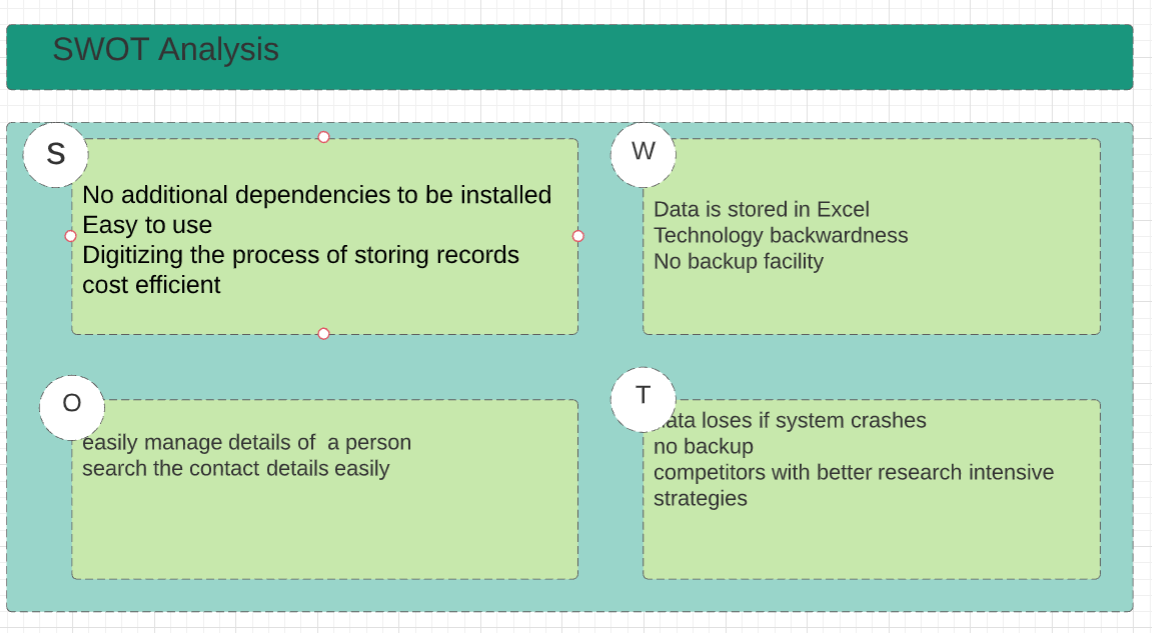 SWOT Analysis
S
No additional dependencies to be installed
Easy to use
Digitizing the process of storing records
cost efficient
W
Data is stored in Excel
Technology backwardness
No backup facility
O
easily manage details of  a person
search the contact details easily
T
data loses if system crashes
no backup
competitors with better research intensive
strategies